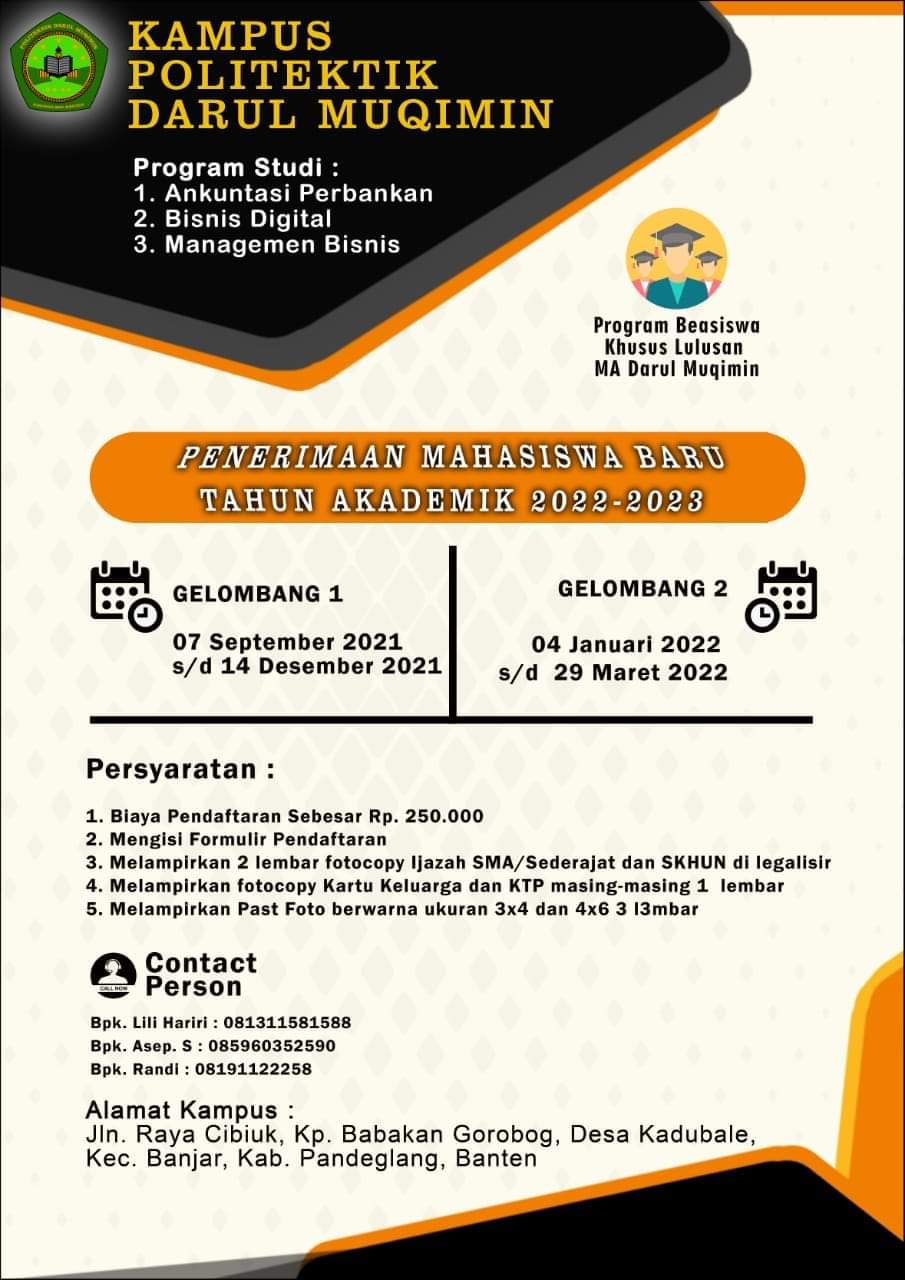 POLITEKNIK DARUL MUQIMIN
KAMPUS
POLITEKTIK
DARUL MUQIMIN
Program Studi :
1. Ankuntasi Perbankan
2. Bisnis Digital
3. Managemen Bisnis
Program Beasiswa
Khusus Lulusan
MA Darul Muqimin
PENERIMAAN MAHASISWA BARU
TAHUN AKADEMIK 2022-2023
GELOMBANG 1
07 September 2021
s/d 14 Desember 2021
GELOMBANG 2
04 Januari 2022
s/d 29 Maret 2022
Persyaratan :
1. Biaya Pendaftaran Sebesar Rp. 250.000
2. Mengisi Formulir Pendaftaran
3. Melampirkan 2 lembar fotocopy Ijazah SMA/Sederajat dan SKHUN di legalisir
4. Melampirkan fotocopy Kartu Keluarga dan KTP masing-masing 1 lembar
5. Melampirkan Past Foto berwarna ukuran 3x4 dan 4x6 3 l3mbar
CALL NOW
Contact
Person
Bpk. Lili Hariri : 081311581588
Bpk. Asep. S : 085960352590
Bpk. Randi : 08191122258
Alamat Kampus :
Jln. Raya Cibiuk, Kp. Babakan Gorobog, Desa Kadubale,
Kec. Banjar, Kab. Pandeglang, Banten